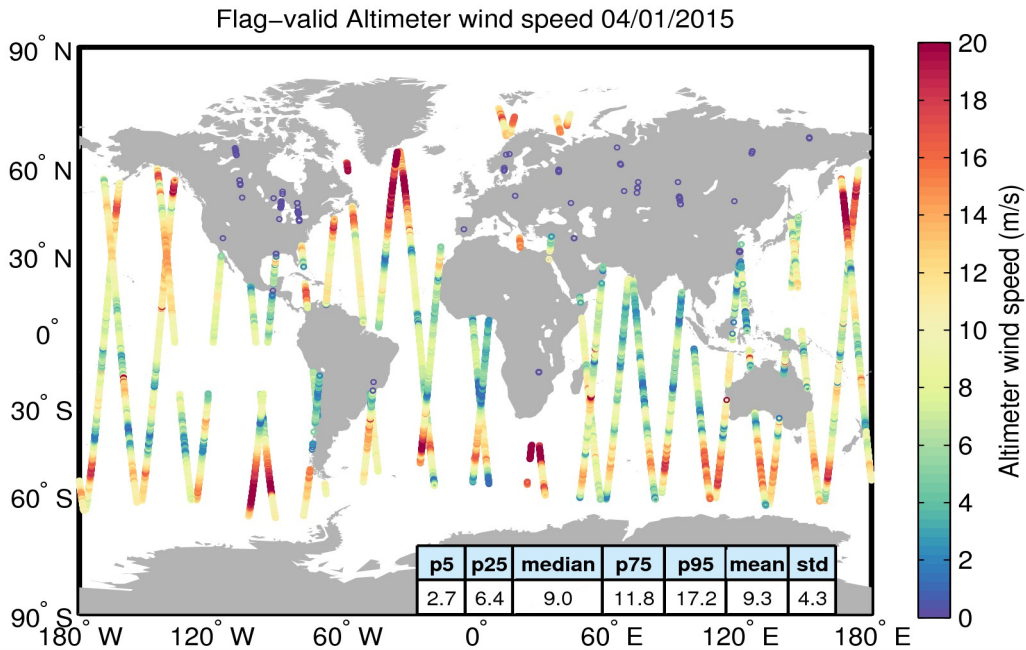 Flag−valid Altimeter wind speed 04/01/2015
90° N
60° N
30° N
0°
30° S
60° S
90° S
180° W
120° W
60° W
0°
60° E
120° E
180° E
p5 p25 median p75 p95 mean std
2.7 6.4 9.0 11.8 17.2 9.3 4.3
20
18
16
14
12
10
8
6
4
2
0
Altimeter wind speed (m/s)